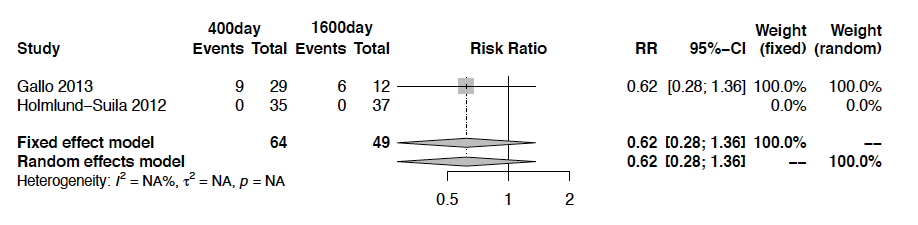 400day 1600day Weight Weight
Study Events Total Events Total Risk Ratio RR 95%−CI (fixed) (random)
Gallo 2013 9 29 6 12 0.62 [0.28; 1.36] 100.0% 100.0%
Holmlund−Suila 2012 0 35 0 37 0.0% 0.0%
Fixed effect model 64 49 0.62 [0.28; 1.36] 100.0% −−
Random effects model 0.62 [0.28; 1.36] −− 100.0%
Heterogeneity: I² = NA%, τ² = NA, p = NA
0.5 1 2